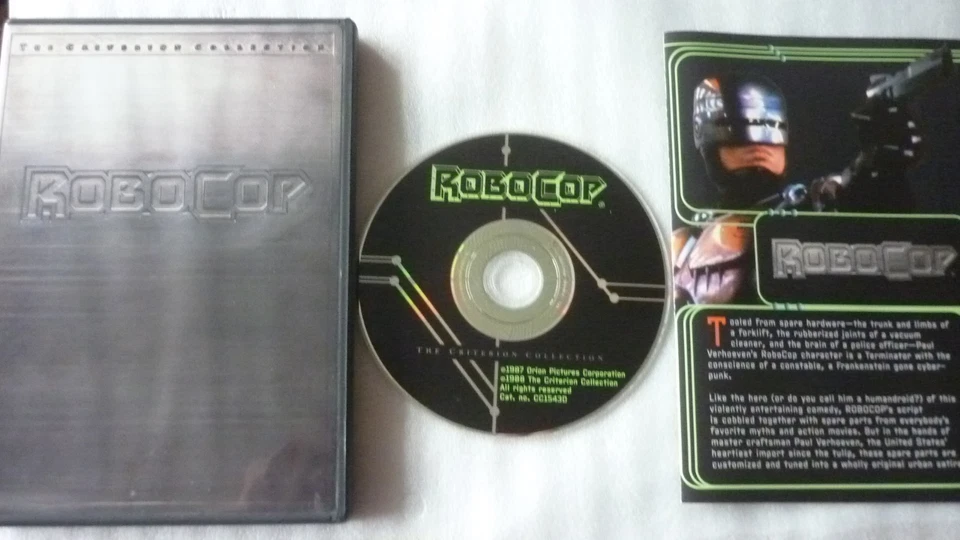 THE CRITERION COLLECTION
ROBOCOP
ROBOCOP®
THE CRITERION COLLECTION
©1987 Orion Pictures Corporation
©1998 The Criterion Collection
All rights reserved
Cat. no. CC1543D
ROBOCOP
Tooled from spare hardware—the trunk and limbs of
a forklift, the rubberized joints of a vacuum
cleaner, and the brain of a police officer—Paul
Verhoeven's RoboCop character is a Terminator with the
conscience of a constable, a Frankenstein gone cyber-
punk.
Like the hero (or do you call him a humandroid?) of this
violently entertaining comedy, ROBOCOP's script
is cobbled together with spare parts from everybody's
favorite myths and action movies. But in the hands of
master craftsman Paul Verhoeven, the United States'
heartiest import since the tulip, these spare parts are
customized and tuned into a wholly original urban satire